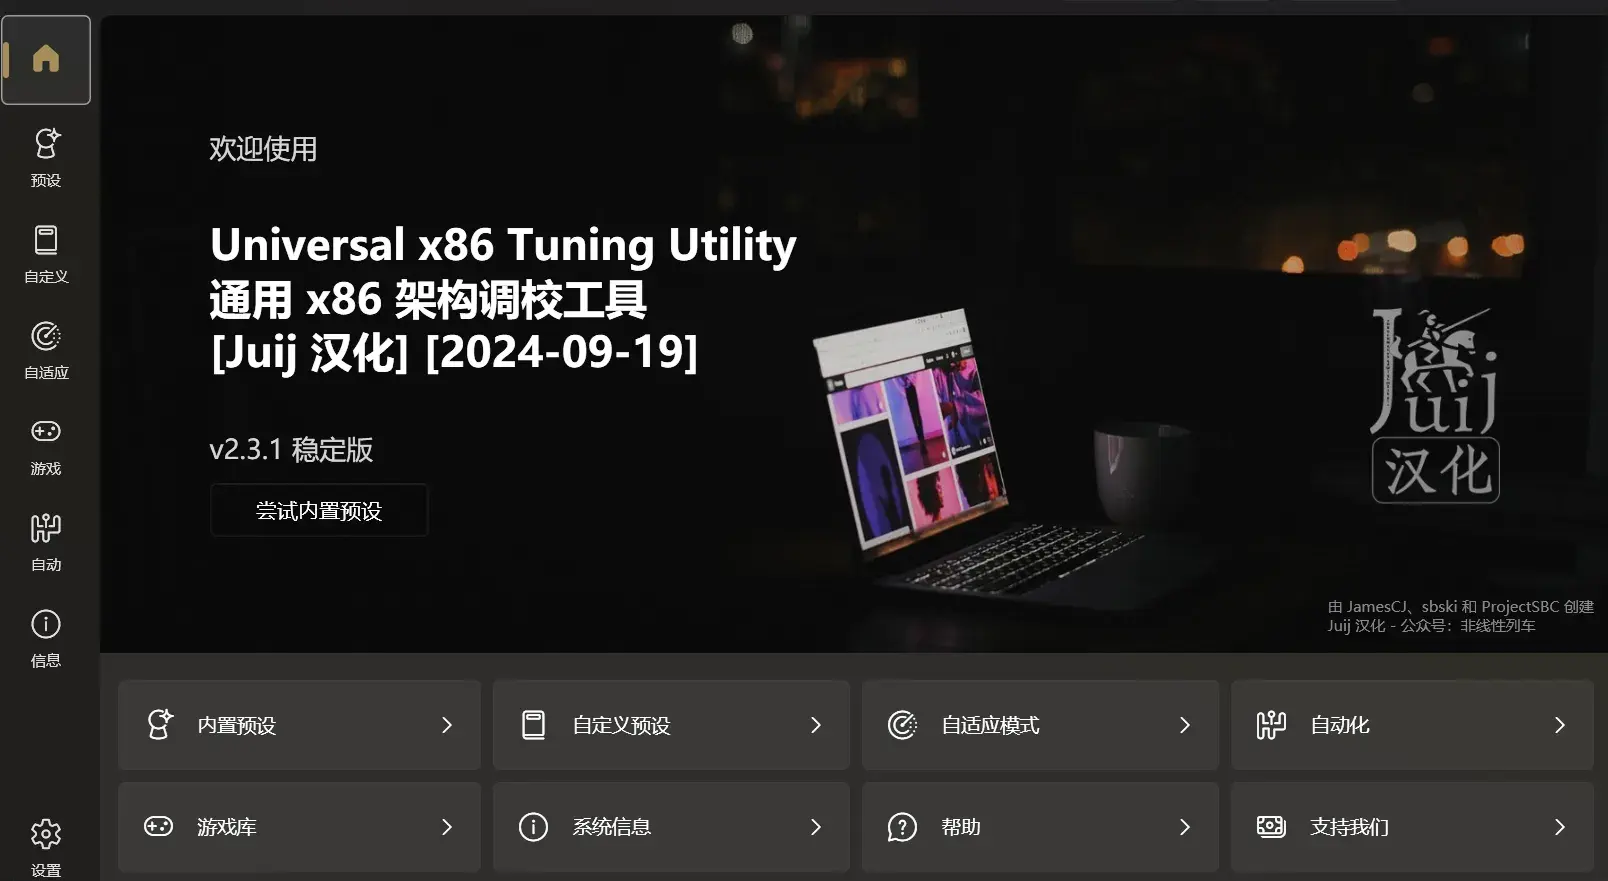 预设
自定义
自适应
游戏
自动
信息
设置
欢迎使用
Universal x86 Tuning Utility
通用 x86 架构调校工具
[Juij 汉化] [2024-09-19]
v2.3.1 稳定版
尝试内置预设
Juij
汉化
由 JamesCJ、sbski 和 ProjectSBC 创建
Juij 汉化 - 公众号：非线性列车
内置预设
自定义预设
自适应模式
自动化
游戏库
系统信息
帮助
支持我们